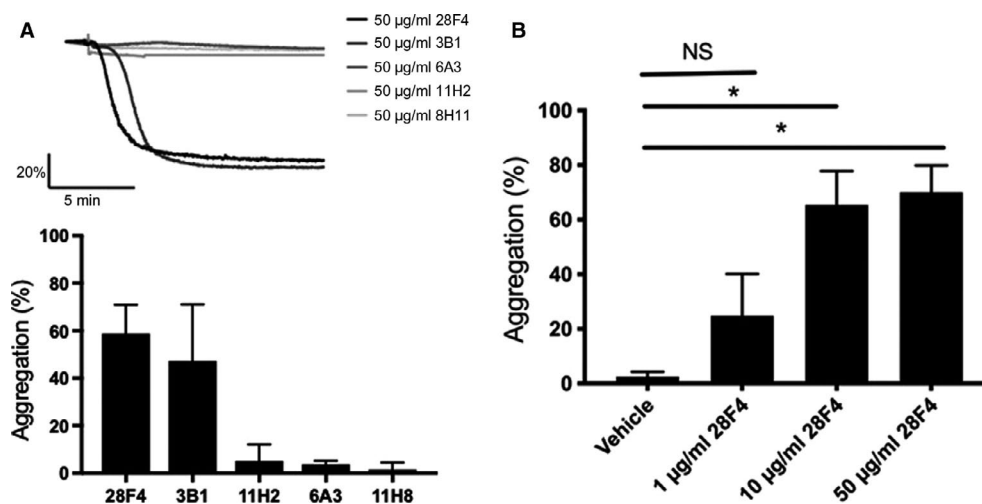 A
50 µg/ml 28F4
50 µg/ml 3B1
50 µg/ml 6A3
50 µg/ml 11H2
50 µg/ml 8H11
20%
5 min
Aggregation (%)
100
80
60
40
20
0
28F4 3B1 11H2 6A3 11H8
B
NS
*
*
Aggregation (%)
100
80
60
40
20
0
Vehicle
1 µg/ml 28F4
10 µg/ml 28F4
50 µg/ml 28F4